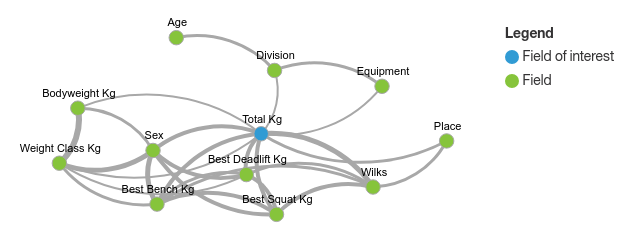 Age
Legend
Division
Field of interest
Equipment
Field
Bodyweight Kg
Total Kg
Place
Sex
Weight Class Kg
Best Deadlift Kg
Wilks
Best Bench Kg
Best Squat Kg